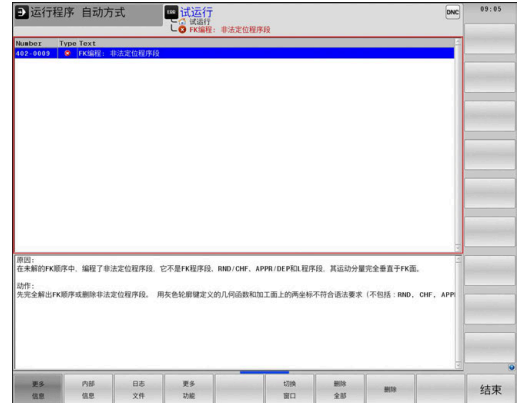 运行程序 自动方式
试运行
DNC
09:05
试运行
FK编程: 非法定位程序段
Number Type Text
402-0009 FK编程: 非法定位程序段
原因:
在未解的FK顺序中, 编程了非法定位程序段, 它不是FK程序段、RND/CHF、APPR/DEP和L程序段, 其运动分量完全垂直于FK面。
动作:
先完全解出FK顺序或删除非法定位程序段。 用灰色轮廓键定义的几何函数和加工面上的两坐标不符合语法要求 (不包括: RND, CHF, APP
更多 信息
内部 信息
日志 文件
更多 功能
切换 窗口
删除 全部
删除
结束